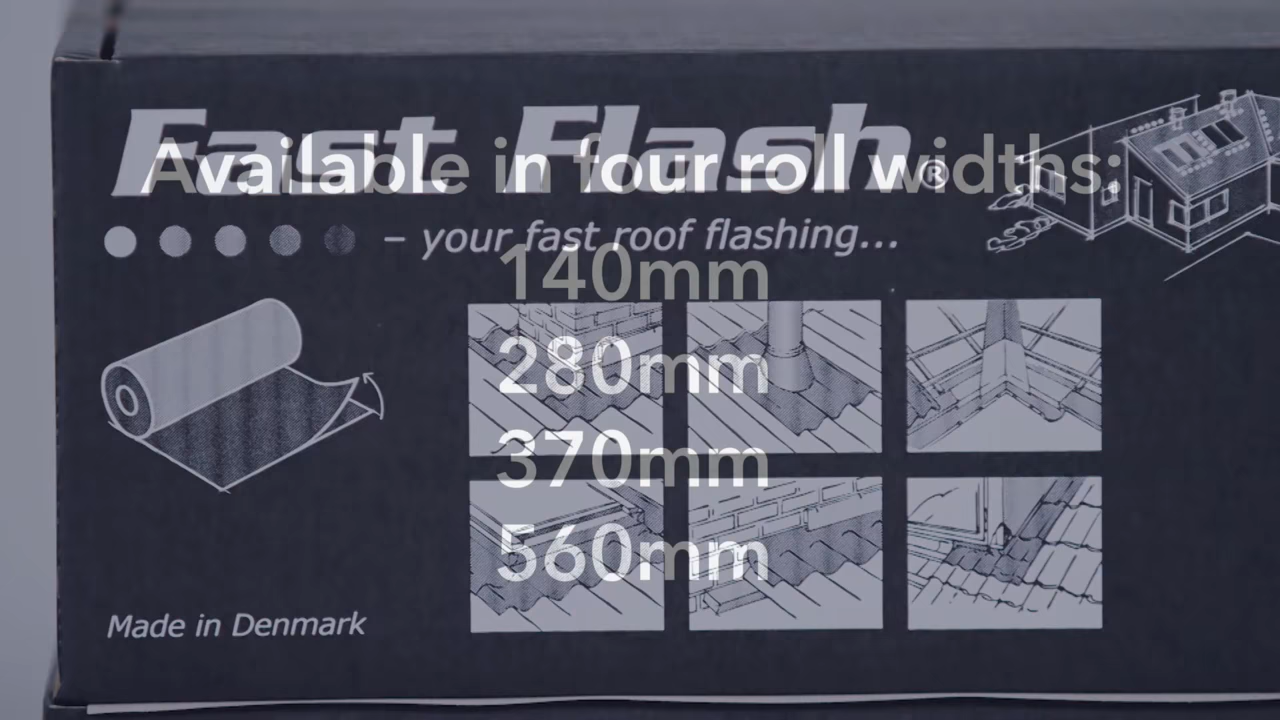 Fast Flash®
Available in four roll widths:
– your fast roof flashing...
140mm
280mm
370mm
560mm
Made in Denmark